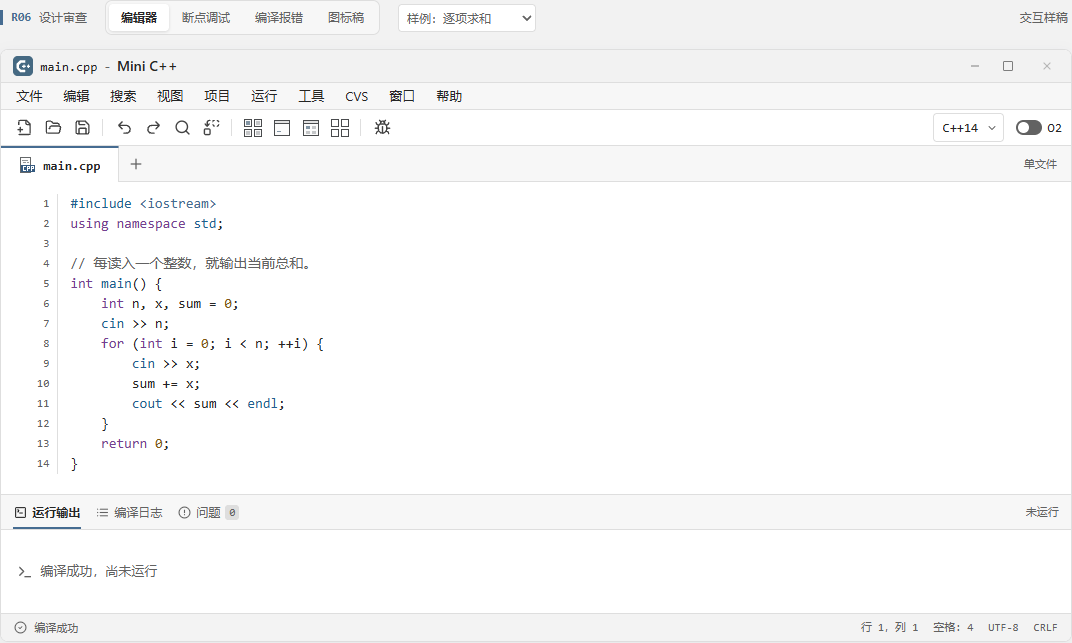 R06 设计审查 编辑器 断点调试 编译报错 图标稿 样例：逐项求和 交互样稿
main.cpp - Mini C++
文件 编辑 搜索 视图 项目 运行 工具 CVS 窗口 帮助
C++14 O2
main.cpp 单文件
1 #include <iostream>
2 using namespace std;
3
4 // 每读入一个整数，就输出当前总和。
5 int main() {
6 int n, x, sum = 0;
7 cin >> n;
8 for (int i = 0; i < n; ++i) {
9 cin >> x;
10 sum += x;
11 cout << sum << endl;
12 }
13 return 0;
14 }
运行输出 编译日志 问题 0 未运行
编译成功，尚未运行
编译成功 行 1，列 1 空格：4 UTF-8 CRLF